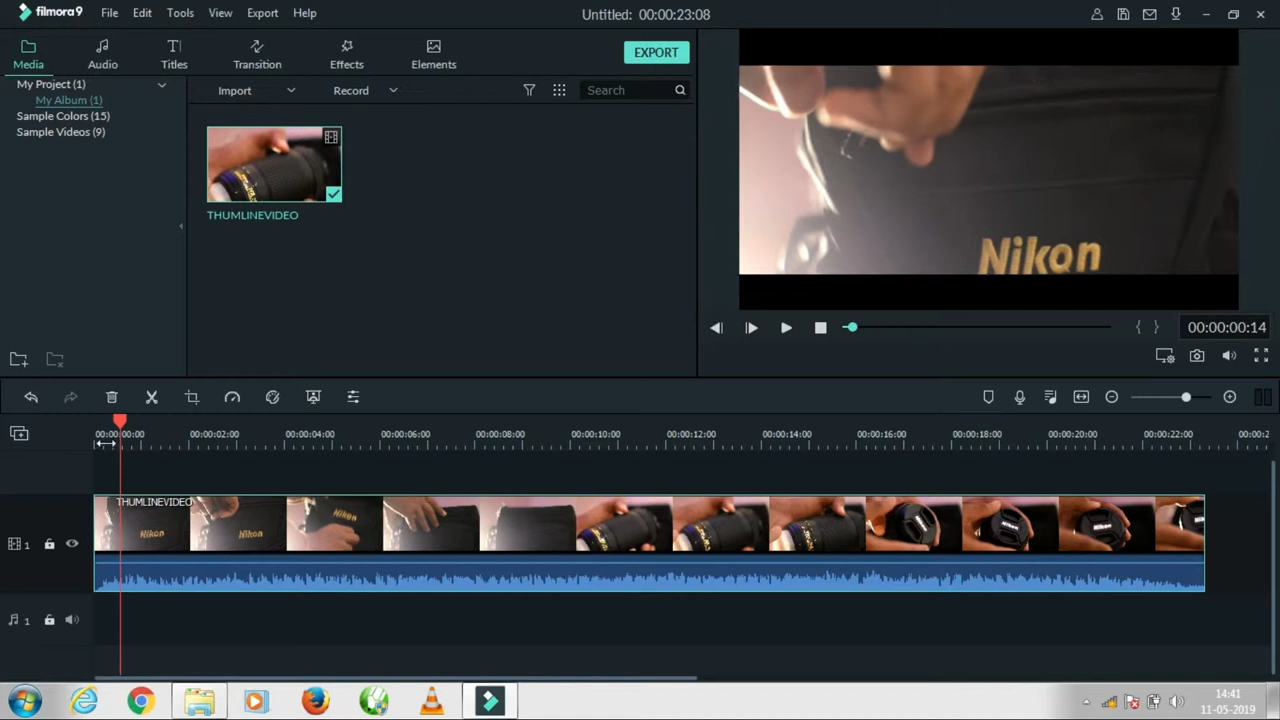 filmora9 File Edit Tools View Export Help Untitled: 00:00:23:08
Media Audio Titles Transition Effects Elements EXPORT
My Project (1)
My Album (1)
Sample Colors (15)
Sample Videos (9)
Import Record Search
THUMLINEVIDEO
Nikon
00:00:00:14
00:00:00:00 00:00:02:00 00:00:04:00 00:00:06:00 00:00:08:00 00:00:10:00 00:00:12:00 00:00:14:00 00:00:16:00 00:00:18:00 00:00:20:00 00:00:22:00
THUMLINEVIDEO
Nikon Nikon Nikon Nikon Nikon Nikon
1
1
14:41
11-05-2019